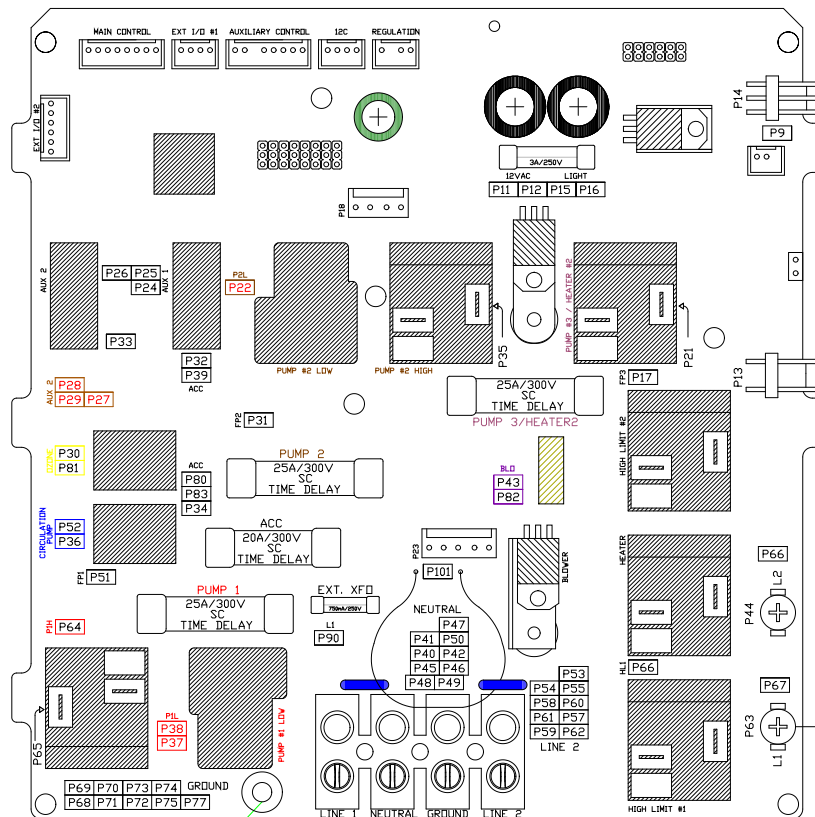 MAIN CONTROL EXT I/O #1 AUXILIARY CONTROL 12C REGULATION
EXT I/O #2
P14
P9
3A/250V
12VAC LIGHT
P11 P12 P15 P16
P18
AUX 2
P26 P25
P24
AUX 1
P2L
P22
PUMP #2 LOW
PUMP #2 HIGH
P35
PUMP #3 / HEATER #2
P21
P33
P32
P39
ACC
AUX 2
P28
P29 P27
FP2 P31
25A/300V
SC
TIME DELAY
PUMP 3/HEATER2
FP3 P17
P13
HIGH LIMIT #2
OZONE
P30
P81
ACC
P80
P83
P34
PUMP 2
25A/300V
SC
TIME DELAY
BLO
P43
P82
CIRCULATION
PUMP
P52
P36
ACC
20A/300V
SC
TIME DELAY
P23
BLOWER
HEATER
P66
L2
P44
FP1 P51
P101
PUMP 1
25A/300V
SC
TIME DELAY
EXT. XFO
750mA/250V
L1
P90
NEUTRAL
P47
P41 P50
P40 P42
P45 P46
P48 P49
P1H P64
HL1 P66
P53
P54 P55
P58 P60
P61 P57
P59 P62
LINE 2
P67
P63
L1
P65
P1L
P38
P37
PUMP #1 LOW
P69 P70 P73 P74 GROUND
P68 P71 P72 P75 P77
LINE 1 NEUTRAL GROUND LINE 2
HIGH LIMIT #1